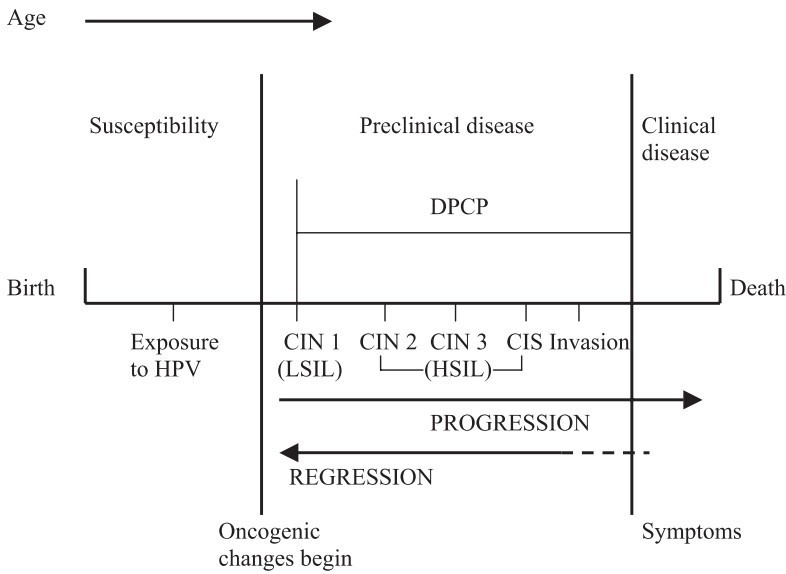 Age
Susceptibility
Preclinical disease
Clinical
disease
DPCP
Birth
Death
Exposure
to HPV
CIN 1
(LSIL)
CIN 2 CIN 3 CIS Invasion
(HSIL)
PROGRESSION
REGRESSION
Oncogenic
changes begin
Symptoms